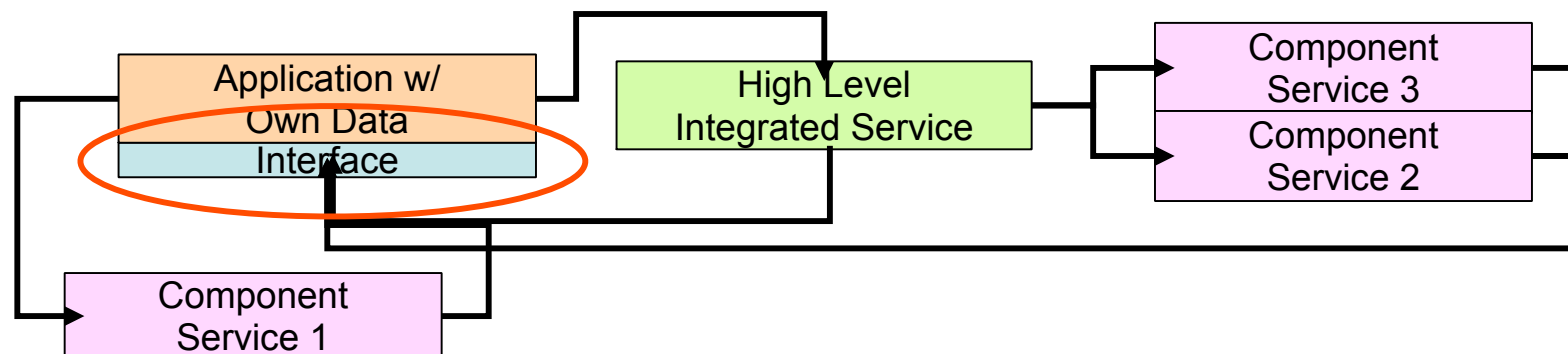 Application w/
Own Data
Interface
High Level
Integrated Service
Component
Service 3
Component
Service 2
Component
Service 1